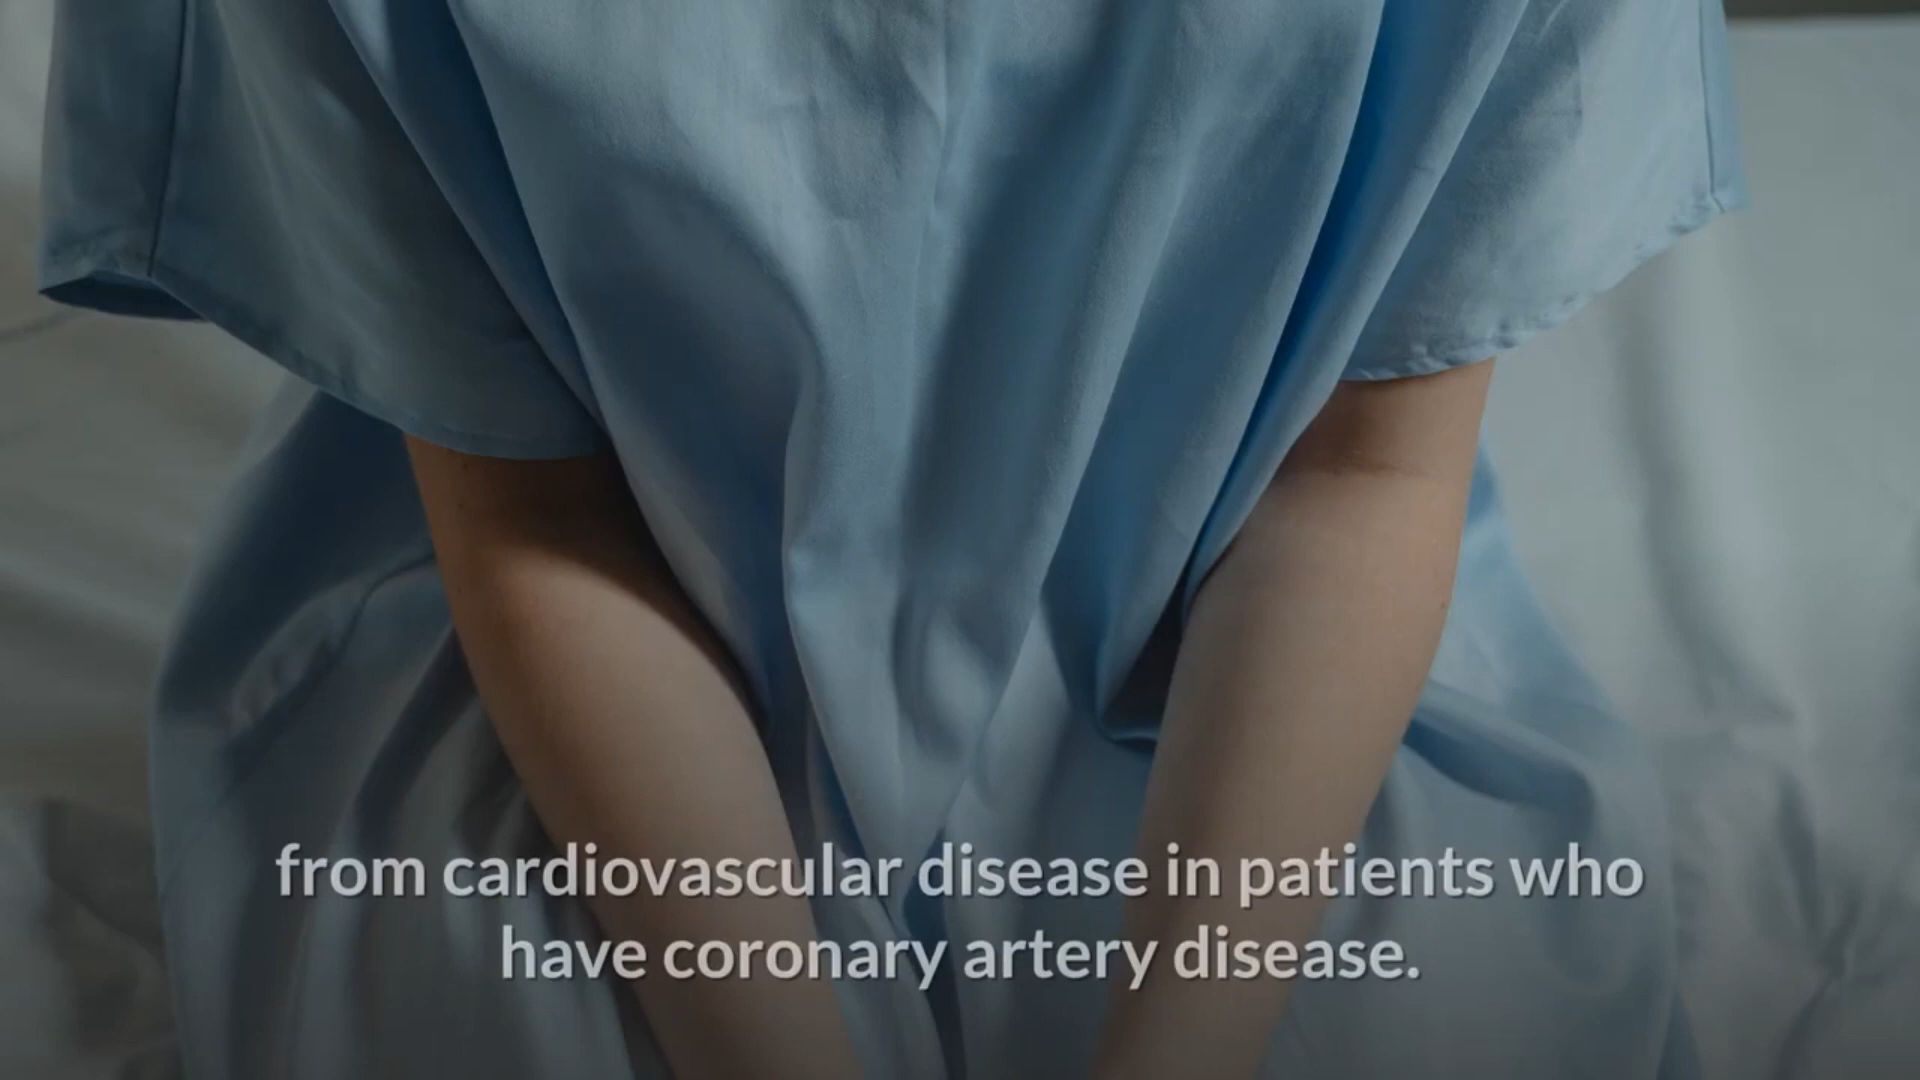 from cardiovascular disease in patients who
have coronary artery disease.